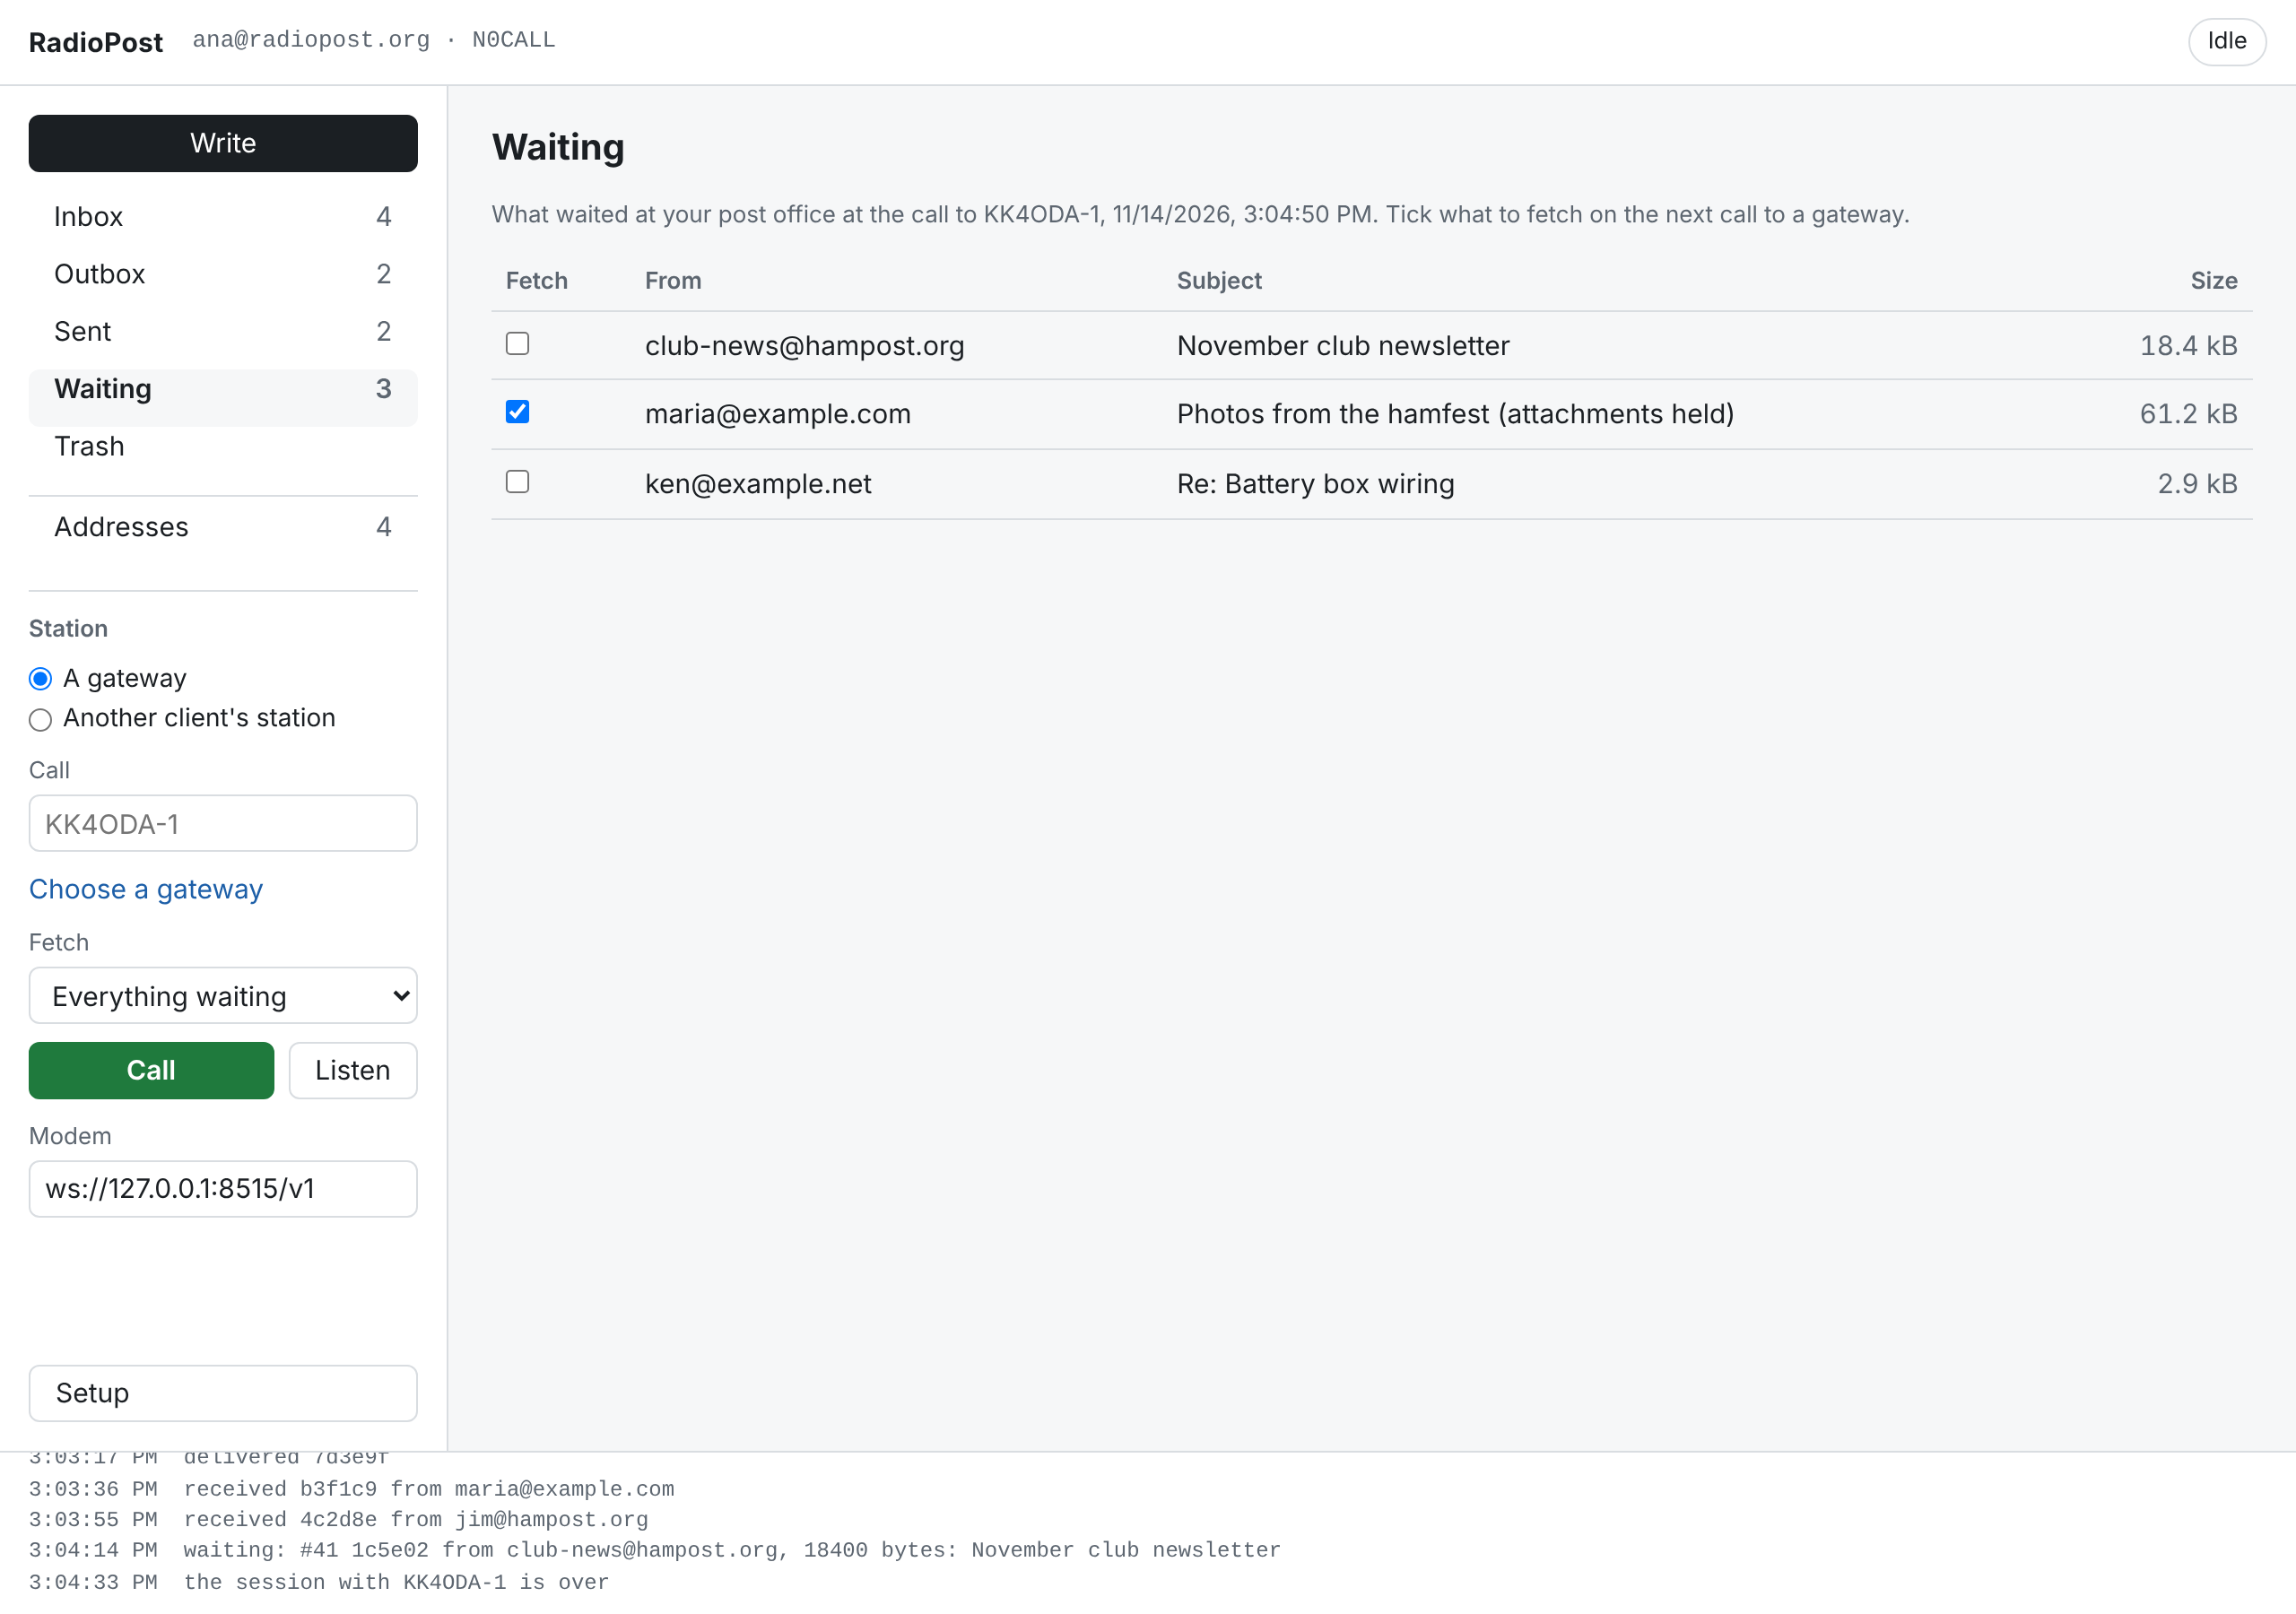 RadioPost ana@radiopost.org · N0CALL Idle
Write
Inbox 4
Outbox 2
Sent 2
Waiting 3
Trash
Addresses 4
Station
A gateway
Another client's station
Call
KK4ODA-1
Choose a gateway
Fetch
Everything waiting
Call Listen
Modem
ws://127.0.0.1:8515/v1
Setup
Waiting
What waited at your post office at the call to KK4ODA-1, 11/14/2026, 3:04:50 PM. Tick what to fetch on the next call to a gateway.
Fetch From Subject Size
club-news@hampost.org November club newsletter 18.4 kB
maria@example.com Photos from the hamfest (attachments held) 61.2 kB
ken@example.net Re: Battery box wiring 2.9 kB
3:03:17 PM delivered 7d3e9f
3:03:36 PM received b3f1c9 from maria@example.com
3:03:55 PM received 4c2d8e from jim@hampost.org
3:04:14 PM waiting: #41 1c5e02 from club-news@hampost.org, 18400 bytes: November club newsletter
3:04:33 PM the session with KK4ODA-1 is over